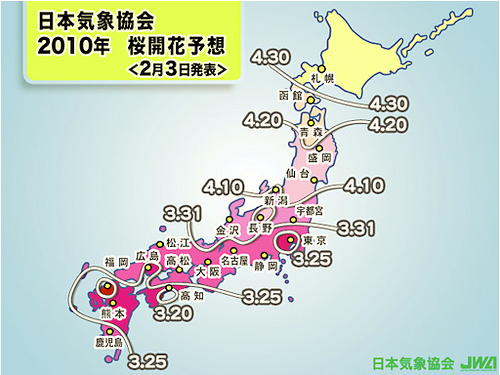 日本気象協会
2010年 桜開花予想
<2月3日発表>
4.30
札幌
函館
4.30
4.20
青森
4.20
盛岡
仙台
4.10
新潟
4.10
3.31
金沢
長野
宇都宮
3.31
松江
東京
福岡
広島
高松
大阪
名古屋
静岡
3.25
熊本
高知
3.25
3.20
鹿児島
3.25
日本気象協会 JWA